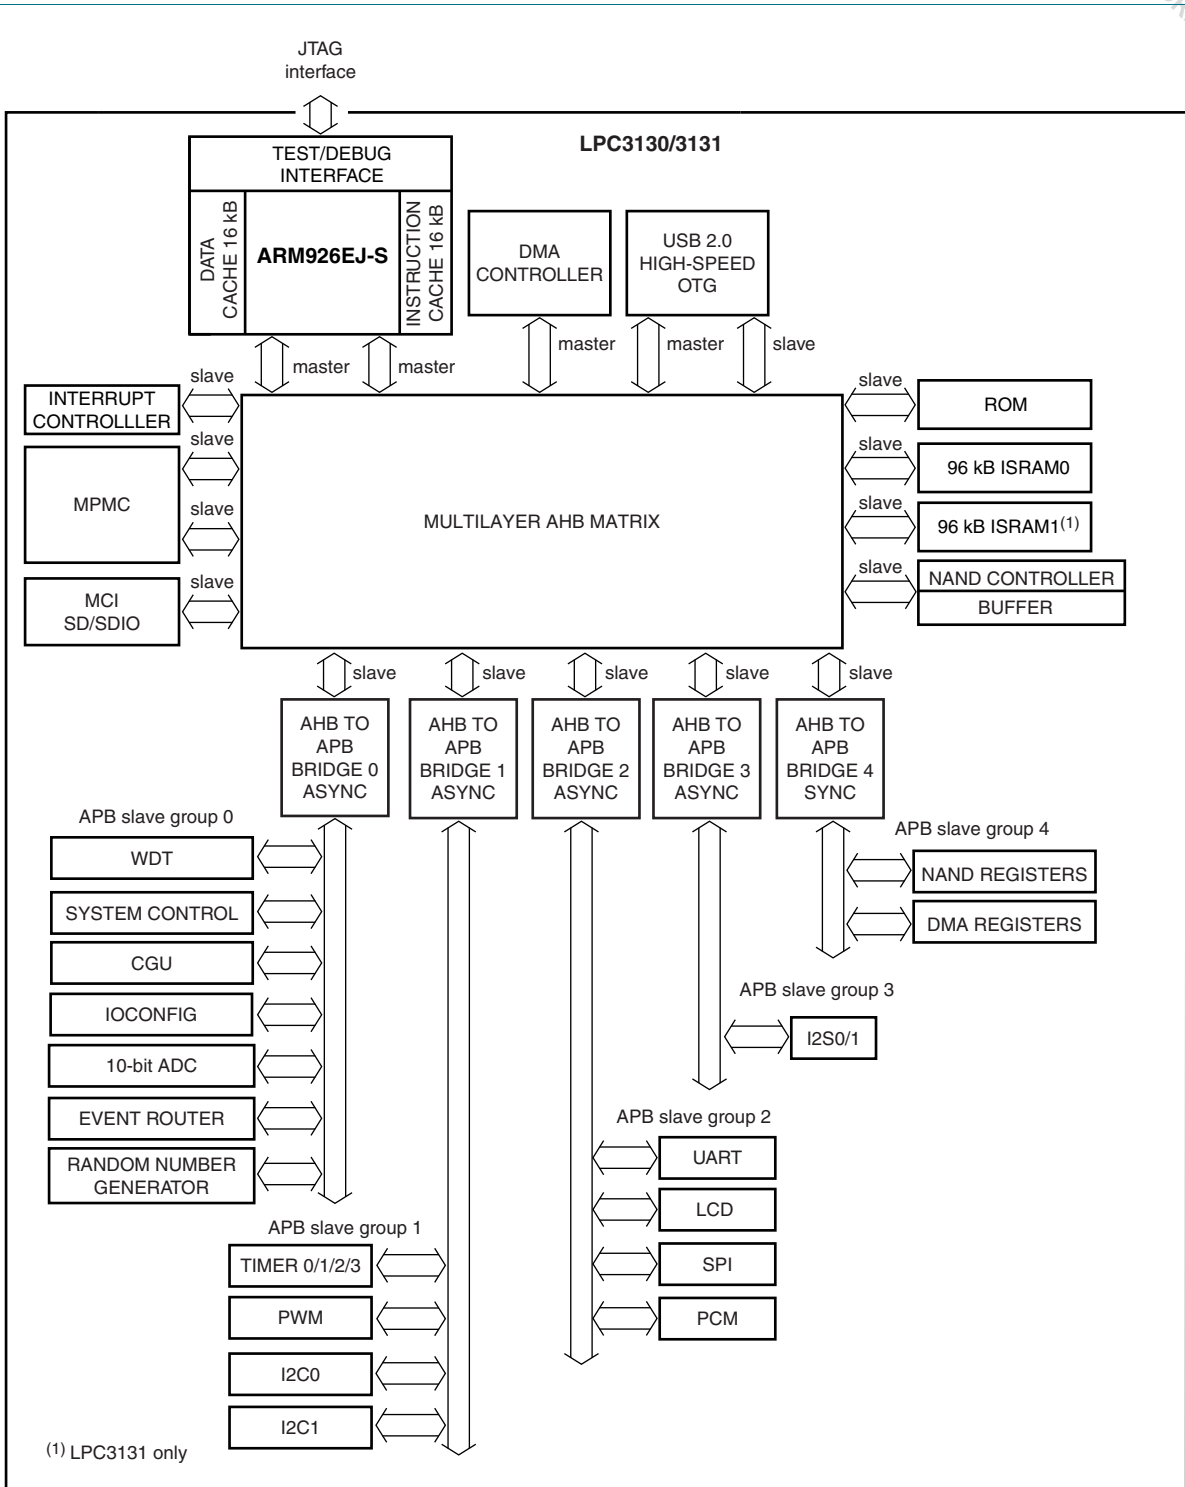 JTAG
interface
LPC3130/3131
TEST/DEBUG
INTERFACE
DATA
CACHE 16 kB
ARM926EJ-S
INSTRUCTION
CACHE 16 kB
DMA
CONTROLLER
USB 2.0
HIGH-SPEED
OTG
master
master
master
master
slave
slave
INTERRUPT
CONTROLLLER
slave
MPMC
slave
slave
MCI
SD/SDIO
MULTILAYER AHB MATRIX
slave
ROM
slave
96 kB ISRAM0
slave
96 kB ISRAM1(1)
slave
NAND CONTROLLER
BUFFER
slave
slave
slave
slave
slave
AHB TO
APB
BRIDGE 0
ASYNC
AHB TO
APB
BRIDGE 1
ASYNC
AHB TO
APB
BRIDGE 2
ASYNC
AHB TO
APB
BRIDGE 3
ASYNC
AHB TO
APB
BRIDGE 4
SYNC
APB slave group 0
WDT
SYSTEM CONTROL
CGU
IOCONFIG
10-bit ADC
EVENT ROUTER
RANDOM NUMBER
GENERATOR
APB slave group 4
NAND REGISTERS
DMA REGISTERS
APB slave group 3
I2S0/1
APB slave group 2
UART
LCD
SPI
PCM
APB slave group 1
TIMER 0/1/2/3
PWM
I2C0
I2C1
(1) LPC3131 only